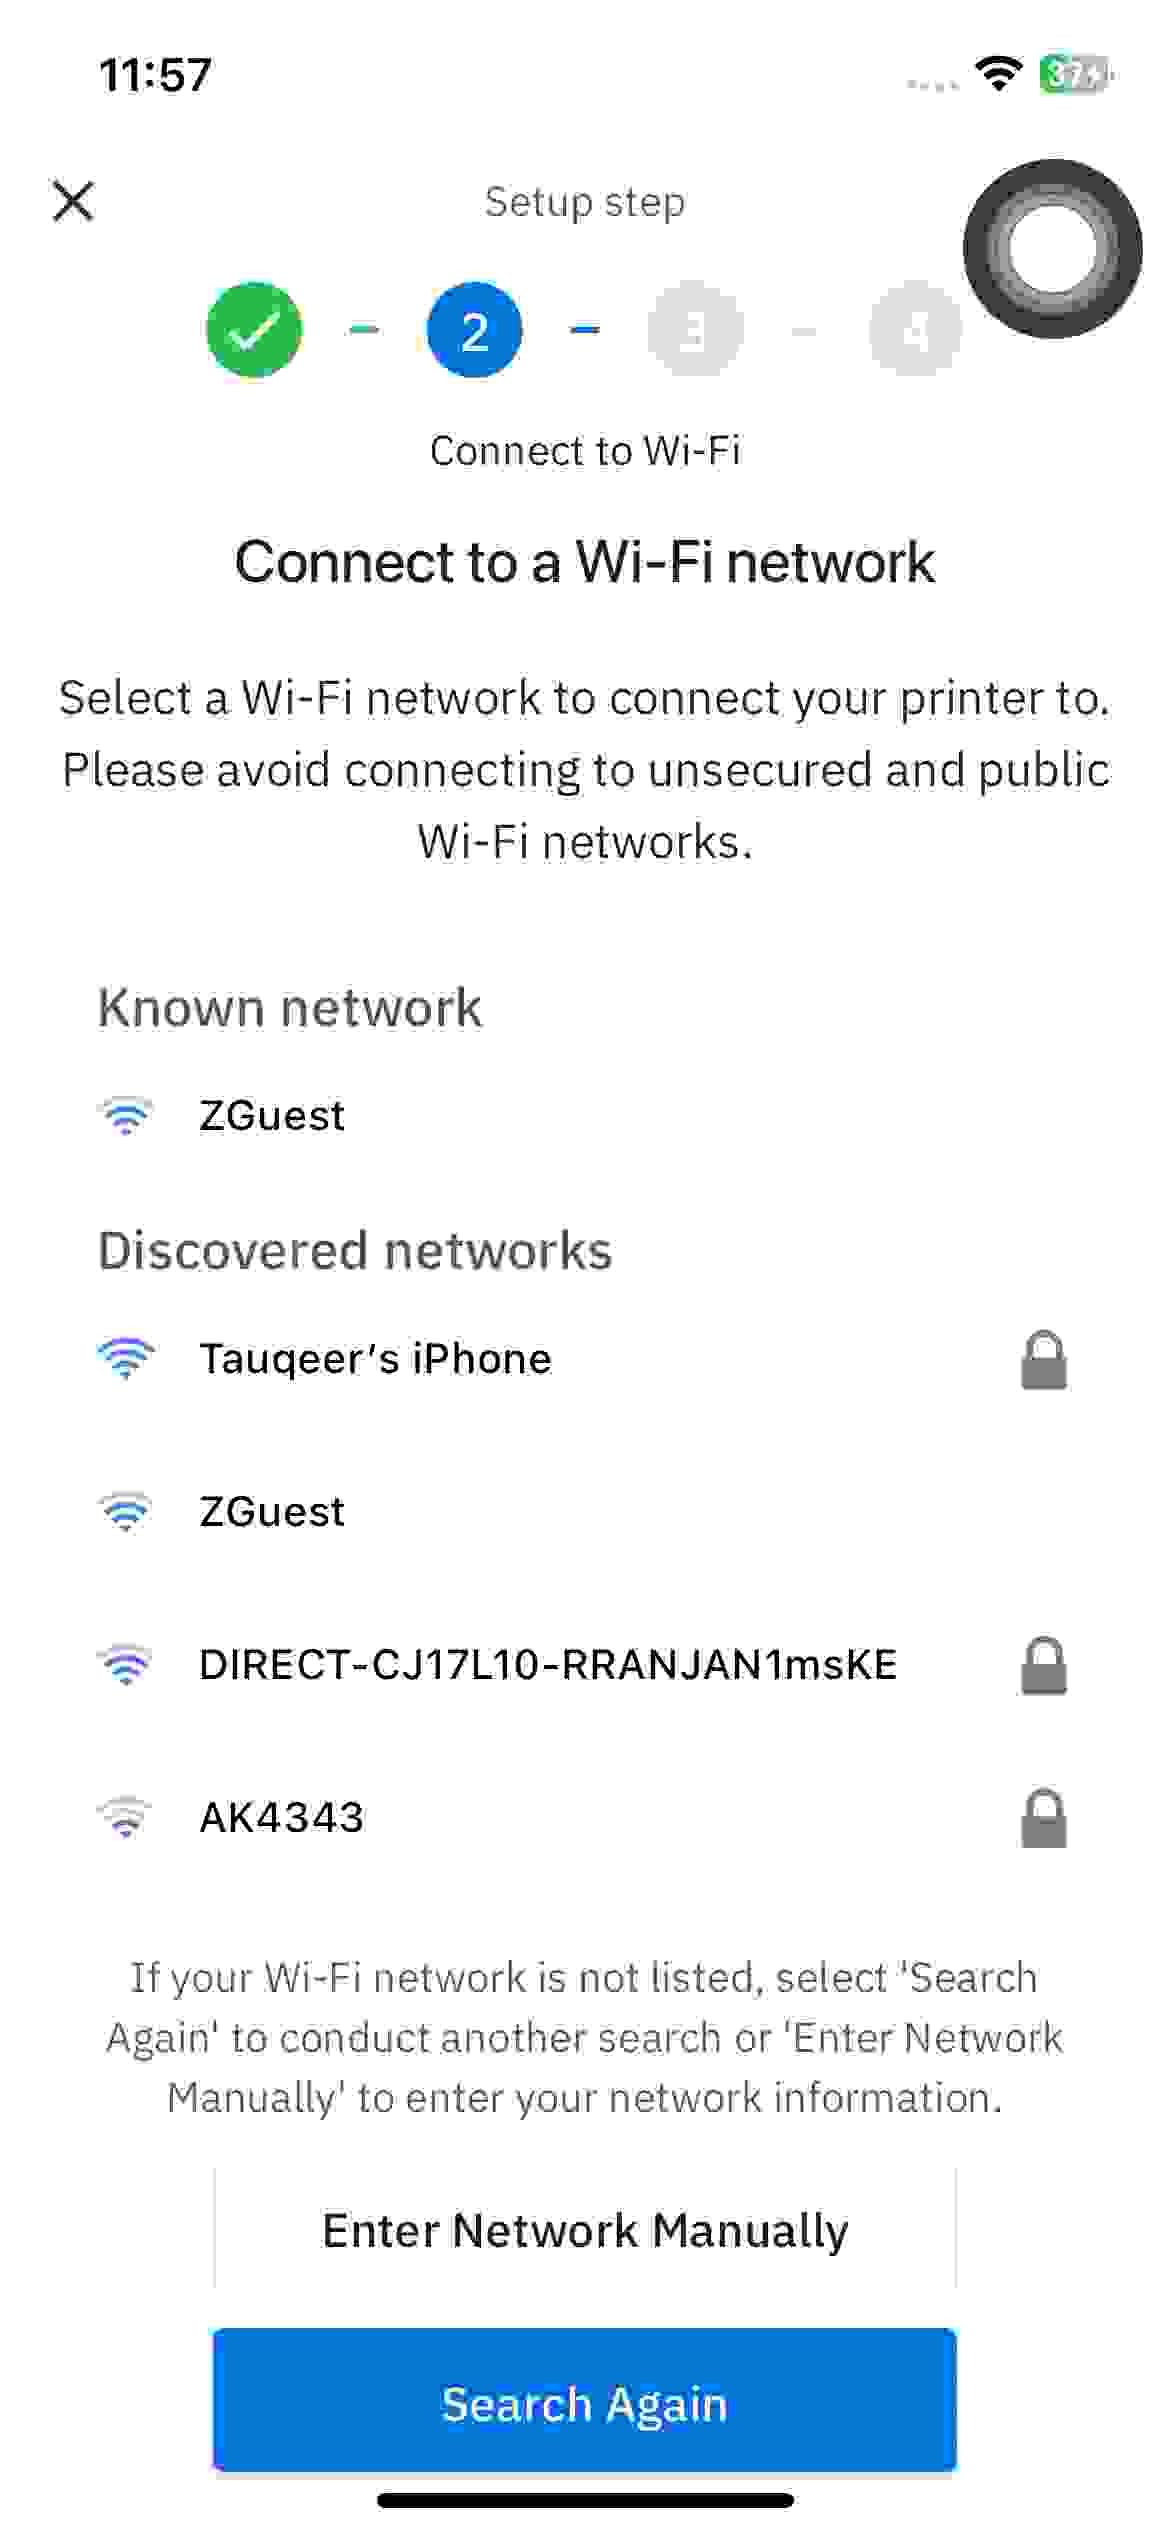 11:57
37
Setup step
2
3
4
Connect to Wi-Fi
Connect to a Wi-Fi network
Select a Wi-Fi network to connect your printer to.
Please avoid connecting to unsecured and public
Wi-Fi networks.
Known network
ZGuest
Discovered networks
Tauqeer's iPhone
ZGuest
DIRECT-CJ17L10-RRANJAN1msKE
AK4343
If your Wi-Fi network is not listed, select 'Search
Again' to conduct another search or 'Enter Network
Manually' to enter your network information.
Enter Network Manually
Search Again